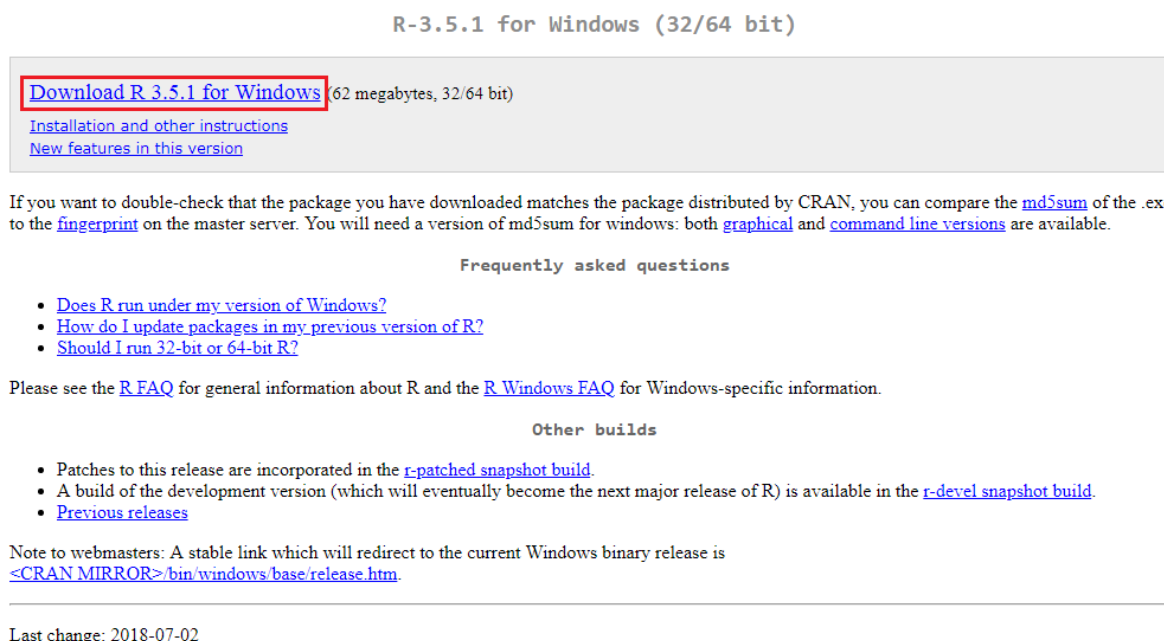 R-3.5.1 for Windows (32/64 bit)
Download R 3.5.1 for Windows (62 megabytes, 32/64 bit)
Installation and other instructions
New features in this version
If you want to double-check that the package you have downloaded matches the package distributed by CRAN, you can compare the md5sum of the .ex
to the fingerprint on the master server. You will need a version of md5sum for windows: both graphical and command line versions are available.
Frequently asked questions
• Does R run under my version of Windows?
• How do I update packages in my previous version of R?
• Should I run 32-bit or 64-bit R?
Please see the R FAQ for general information about R and the R Windows FAQ for Windows-specific information.
Other builds
• Patches to this release are incorporated in the r-patched snapshot build.
• A build of the development version (which will eventually become the next major release of R) is available in the r-devel snapshot build.
• Previous releases
Note to webmasters: A stable link which will redirect to the current Windows binary release is
<CRAN MIRROR>/bin/windows/base/release.htm.
Last change: 2018-07-02